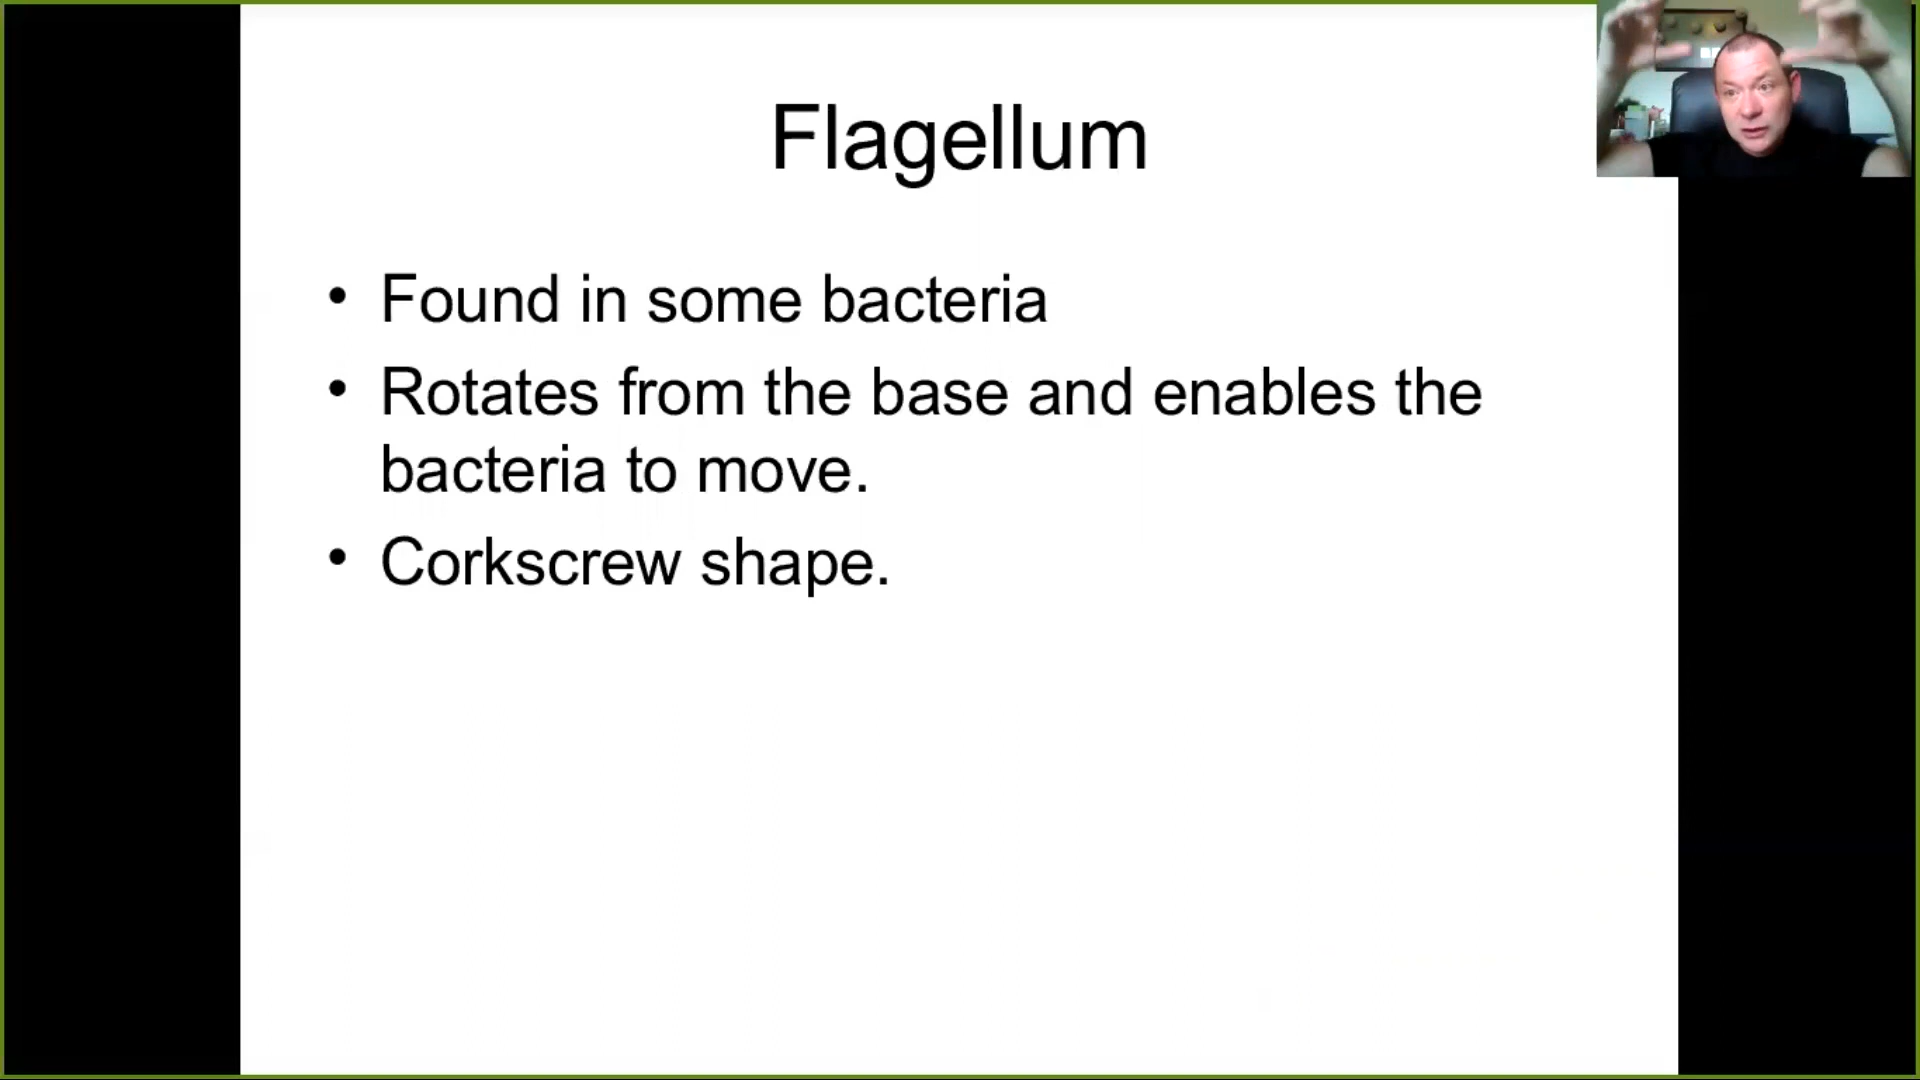 Flagellum
• Found in some bacteria
• Rotates from the base and enables the
bacteria to move.
• Corkscrew shape.